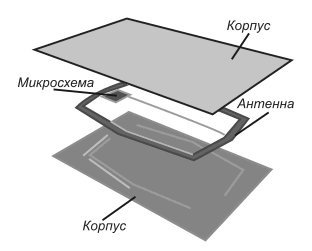 Корпус
Микросхема
Антенна
Корпус